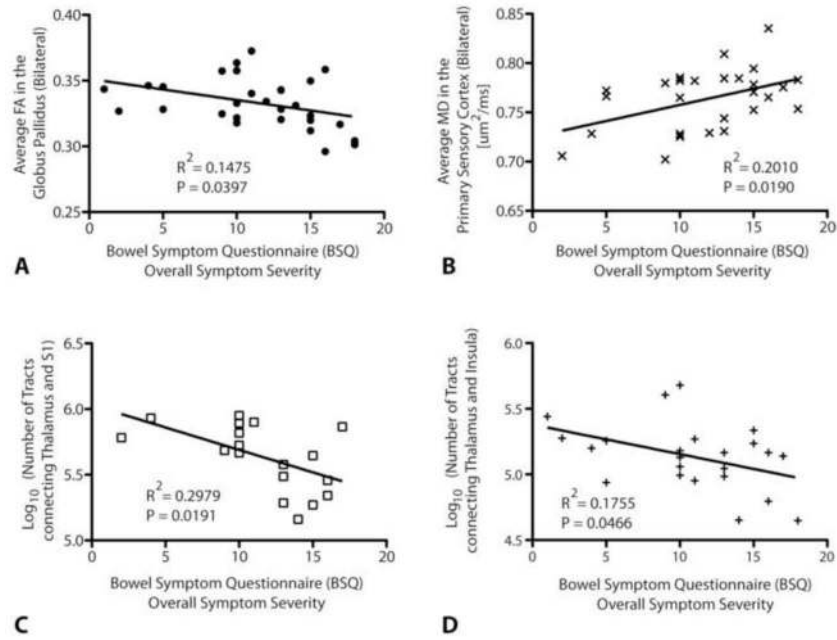 0.40
0.35
0.30
0.25
Average FA in the
Globus Pallidus (Bilateral)
R² = 0.1475
P = 0.0397
0 5 10 15 20
Bowel Symptom Questionnaire (BSQ)
Overall Symptom Severity
A
0.85
0.80
0.75
0.70
0.65
Average MD in the
Primary Sensory Cortex (Bilateral)
[um²/ms]
R² = 0.2010
P = 0.0190
0 5 10 15 20
Bowel Symptom Questionnaire (BSQ)
Overall Symptom Severity
B
6.5
6.0
5.5
5.0
Log₁₀ (Number of Tracts
connecting Thalamus and S1)
R² = 0.2979
P = 0.0191
0 5 10 15 20
Bowel Symptom Questionnaire (BSQ)
Overall Symptom Severity
C
6.0
5.5
5.0
4.5
Log₁₀ (Number of Tracts
connecting Thalamus and Insula)
R² = 0.1755
P = 0.0466
0 5 10 15 20
Bowel Symptom Questionnaire (BSQ)
Overall Symptom Severity
D